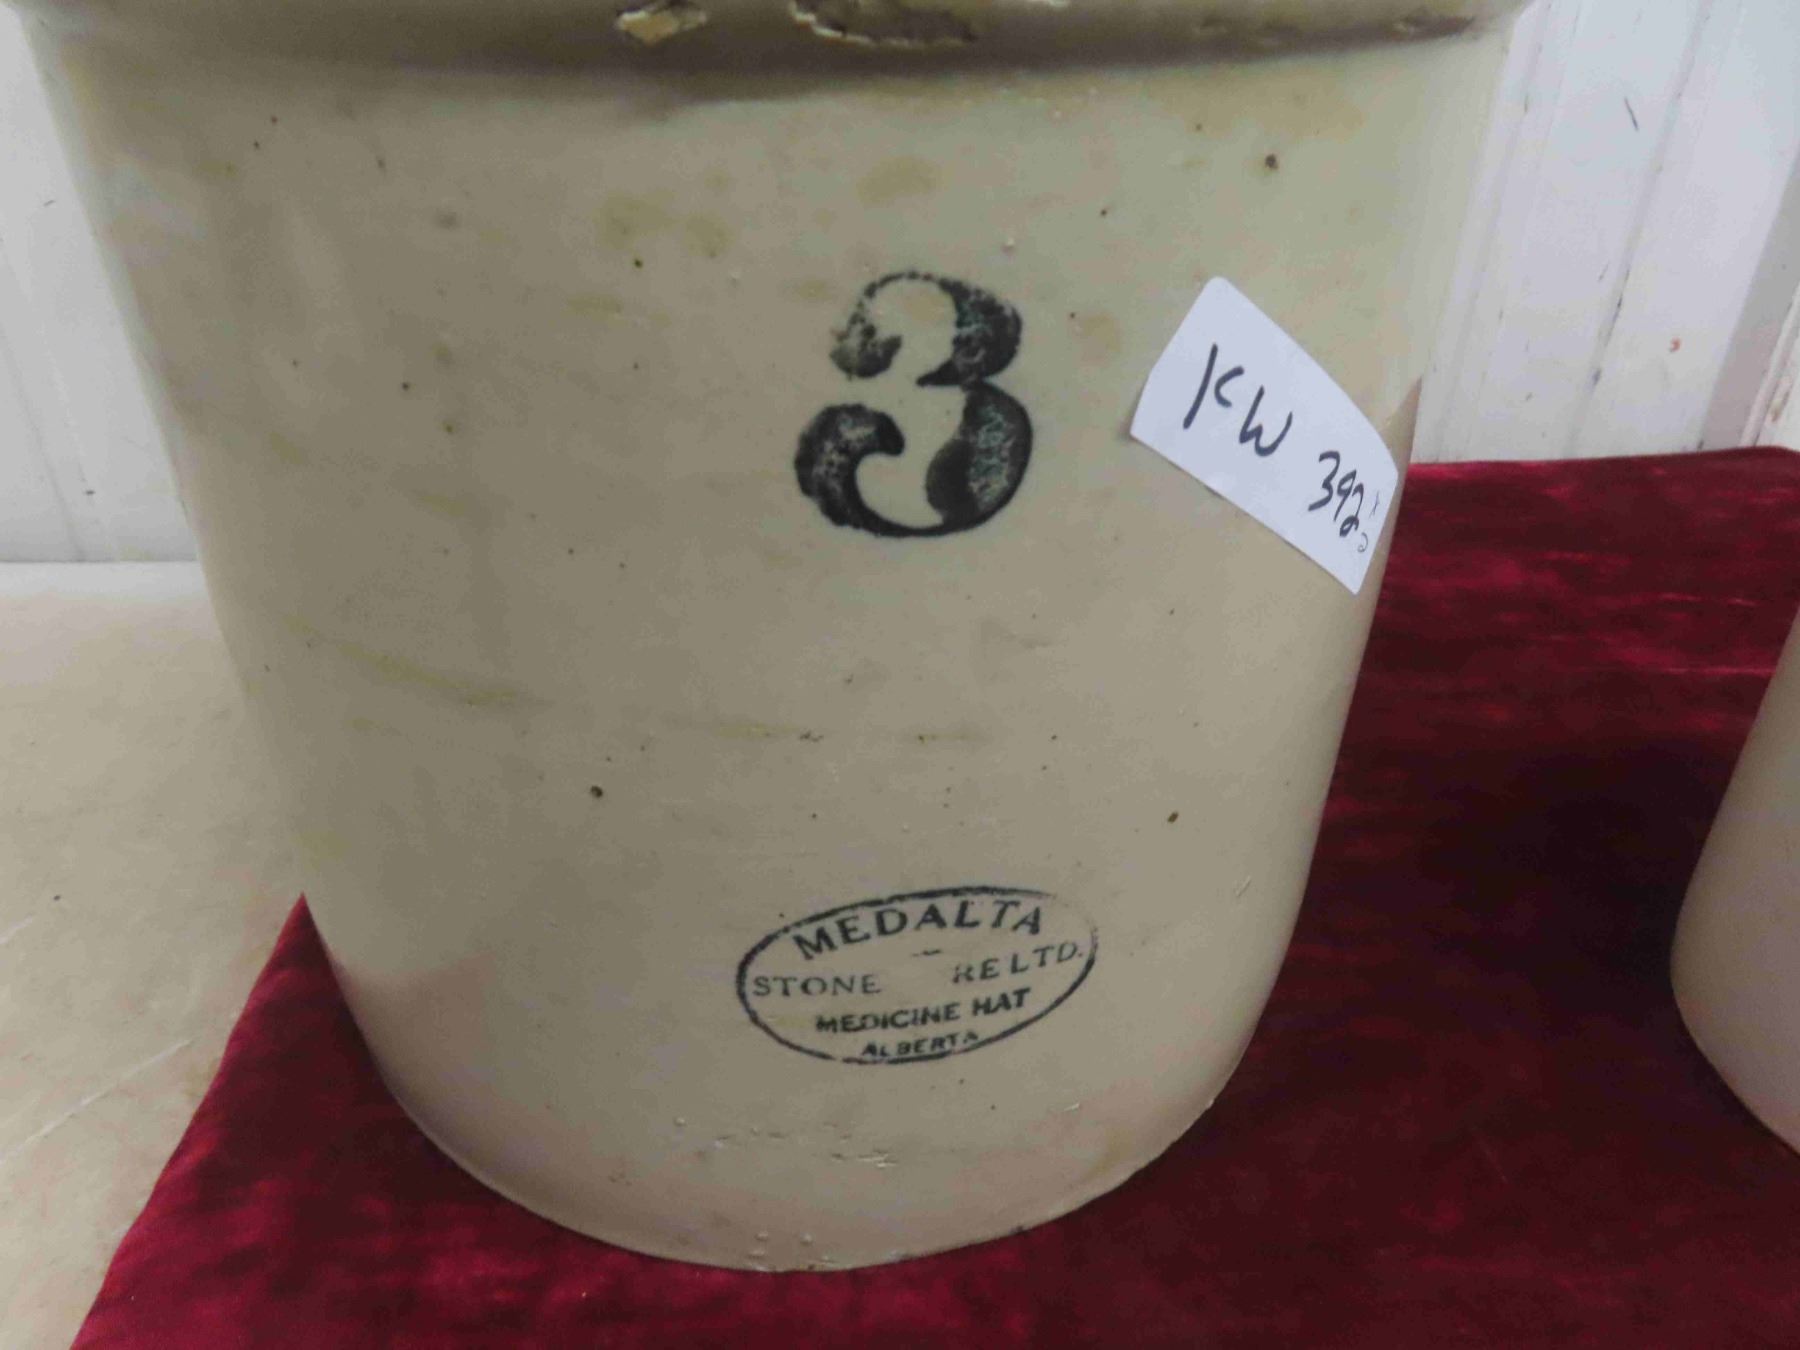 3
KW
392
MEDALTA
STONE RE LTD.
MEDICINE HAT
ALBERTA